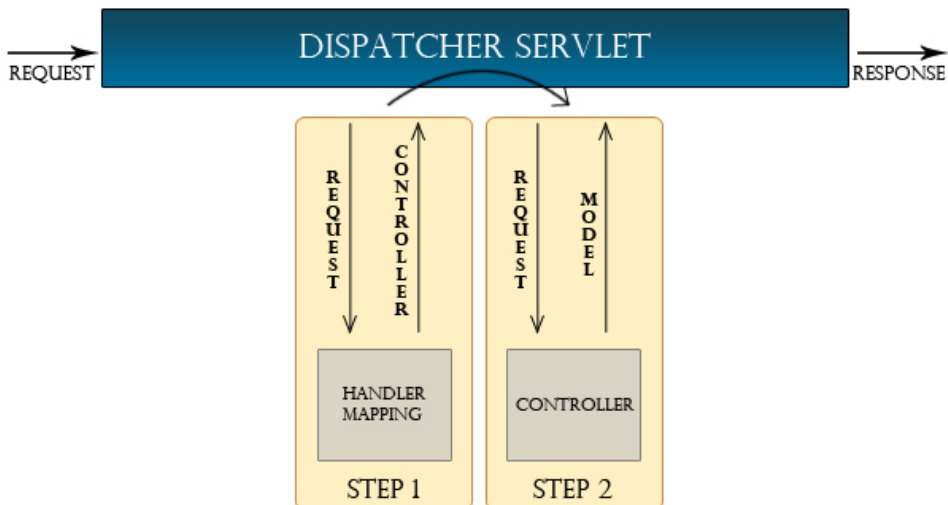 DISPATCHER SERVLET
REQUEST
RESPONSE
REQUEST
CONTROLLER
REQUEST
MODEL
HANDLER
MAPPING
CONTROLLER
STEP 1
STEP 2